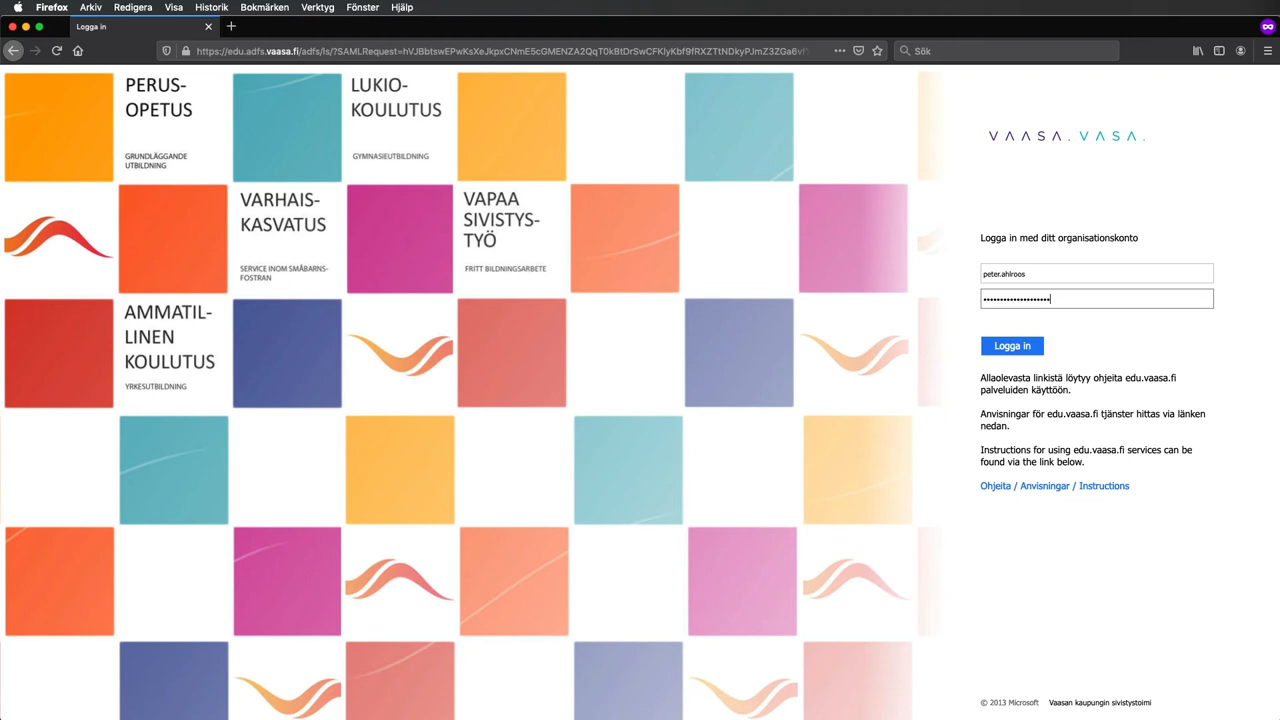 Firefox Arkiv Redigera Visa Historik Bokmärken Verktyg Fönster Hjälp
Logga in
https://edu.adfs.vaasa.fi/adfs/ls/?SAMLRequest=
Sök
PERUS-
OPETUS
GRUNDLÄGGANDE
UTBILDNING
LUKIO-
KOULUTUS
GYMNASIEUTBILDNING
VARHAIS-
KASVATUS
SERVICE INOM SMÅBARNS-
FOSTRAN
VAPAA
SIVISTYS-
TYÖ
FRITT BILDNINGSARBETE
AMMATIL-
LINEN
KOULUTUS
YRKESUTBILDNING
VAASA. VASA.
Logga in med ditt organisationskonto
peter.ahlroos
Logga in
Allaolevasta linkistä löytyy ohjeita edu.vaasa.fi
palveluiden käyttöön.
Anvisningar för edu.vaasa.fi tjänster hittas via länken
nedan.
Instructions for using edu.vaasa.fi services can be
found via the link below.
Ohjeita / Anvisningar / Instructions
© 2013 Microsoft Vaasan kaupungin sivistystoimi